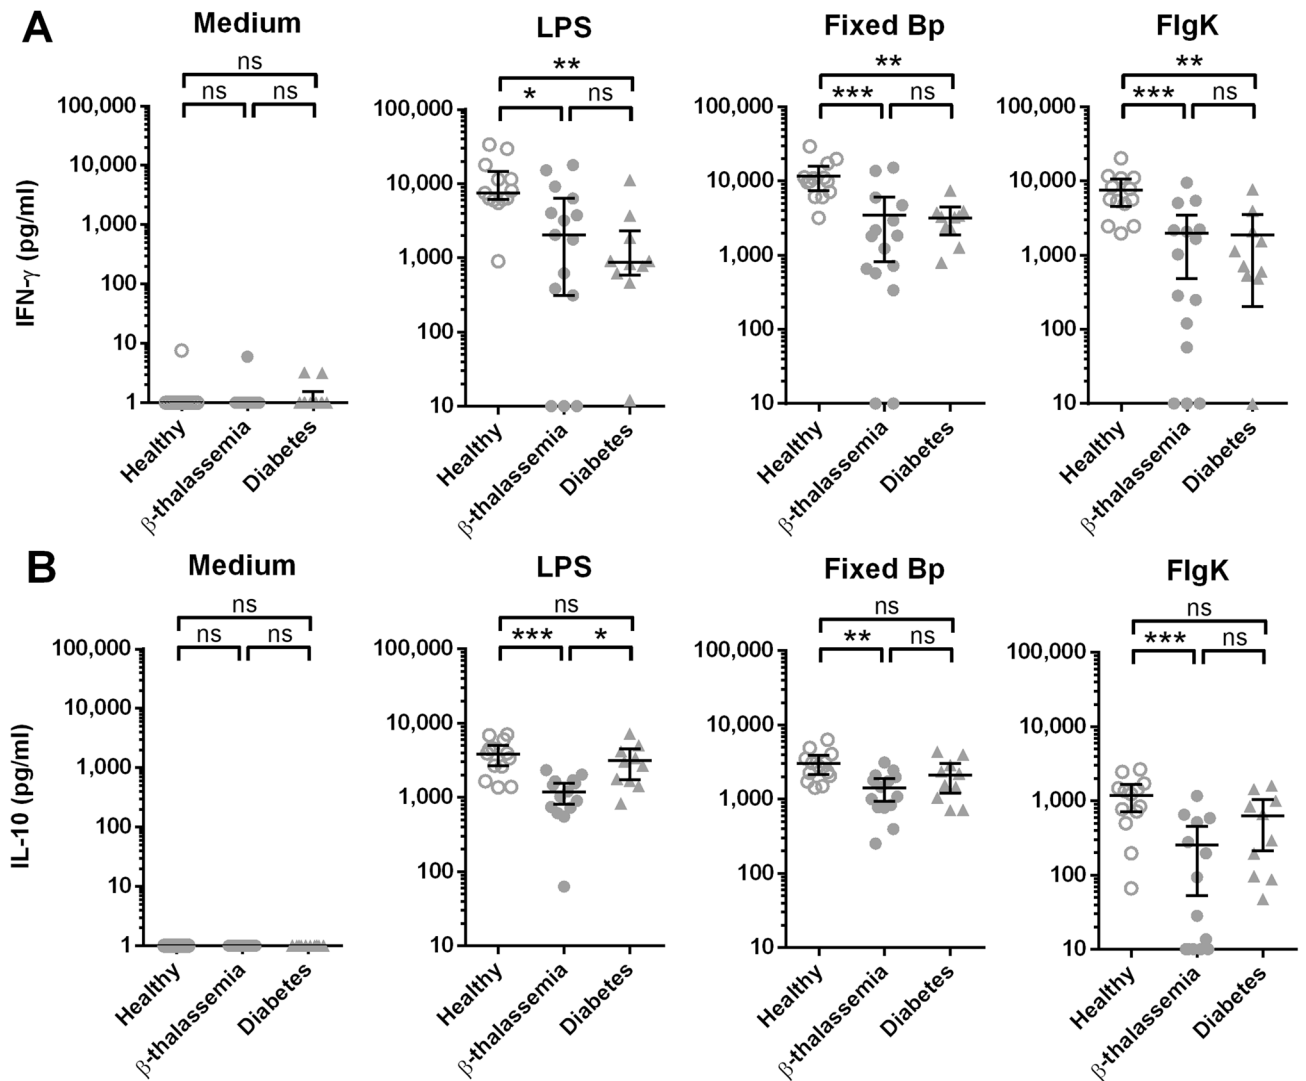 A
Medium
LPS
Fixed Bp
FlgK
ns
ns
ns
**
*
ns
**
***
ns
**
***
ns
IFN-γ (pg/ml)
100,000
10,000
1,000
100
10
1
100,000
10,000
1,000
100
10
100,000
10,000
1,000
100
10
100,000
10,000
1,000
100
10
Healthy
β-thalassemia
Diabetes
Healthy
β-thalassemia
Diabetes
Healthy
β-thalassemia
Diabetes
Healthy
β-thalassemia
Diabetes
B
Medium
LPS
Fixed Bp
FlgK
ns
ns
ns
ns
***
*
ns
**
ns
ns
***
ns
IL-10 (pg/ml)
100,000
10,000
1,000
100
10
1
100,000
10,000
1,000
100
10
100,000
10,000
1,000
100
10
100,000
10,000
1,000
100
10
Healthy
β-thalassemia
Diabetes
Healthy
β-thalassemia
Diabetes
Healthy
β-thalassemia
Diabetes
Healthy
β-thalassemia
Diabetes